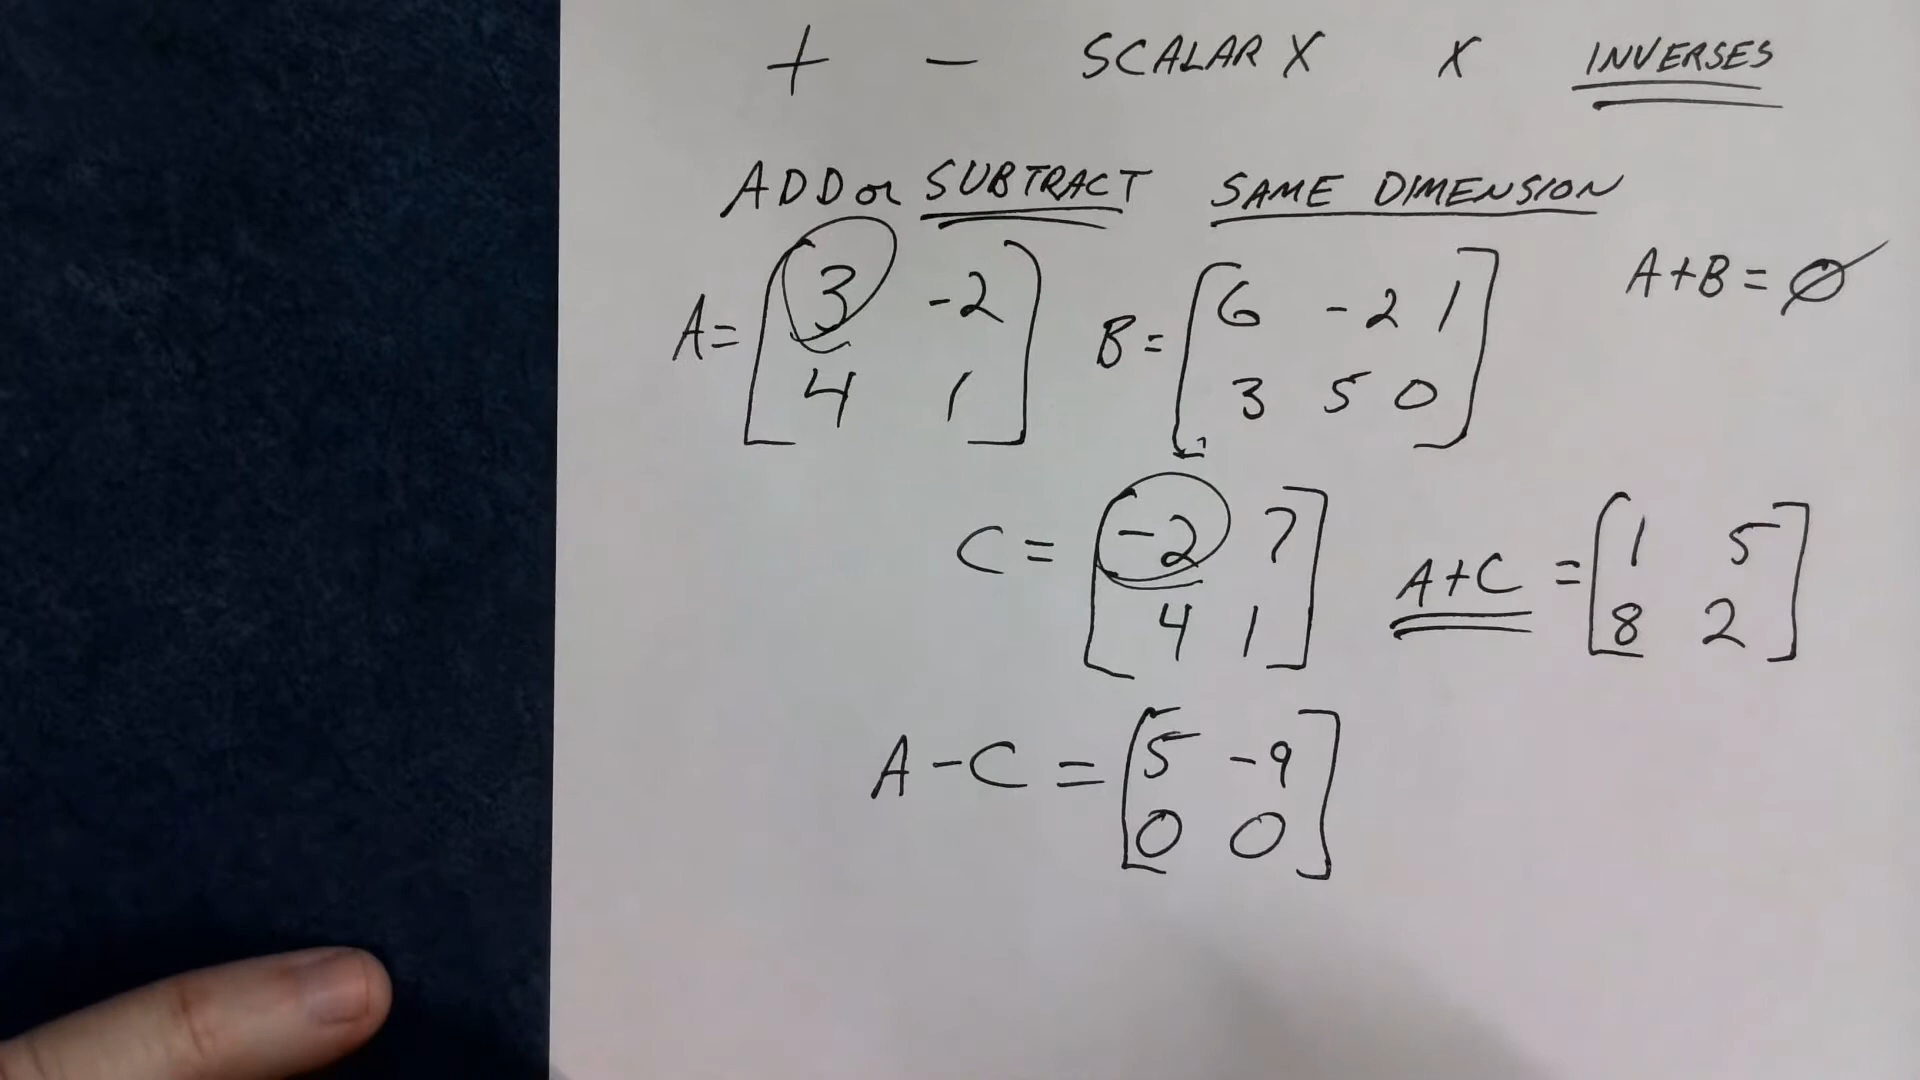 + - SCALAR X X INVERSES
ADD or SUBTRACT SAME DIMENSION
A = [3 -2
4 1]
B = [6 -2 1
3 5 0]
A+B = ∅
C = [-2 7
4 1]
A+C = [1 5
8 2]
A-C = [5 -9
0 0]